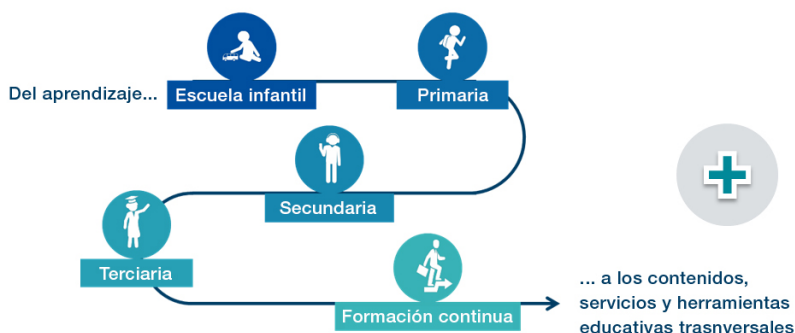 Del aprendizaje...
Escuela infantil
Primaria
Secundaria
Terciaria
Formación continua
... a los contenidos,
servicios y herramientas
educativas trasnversales